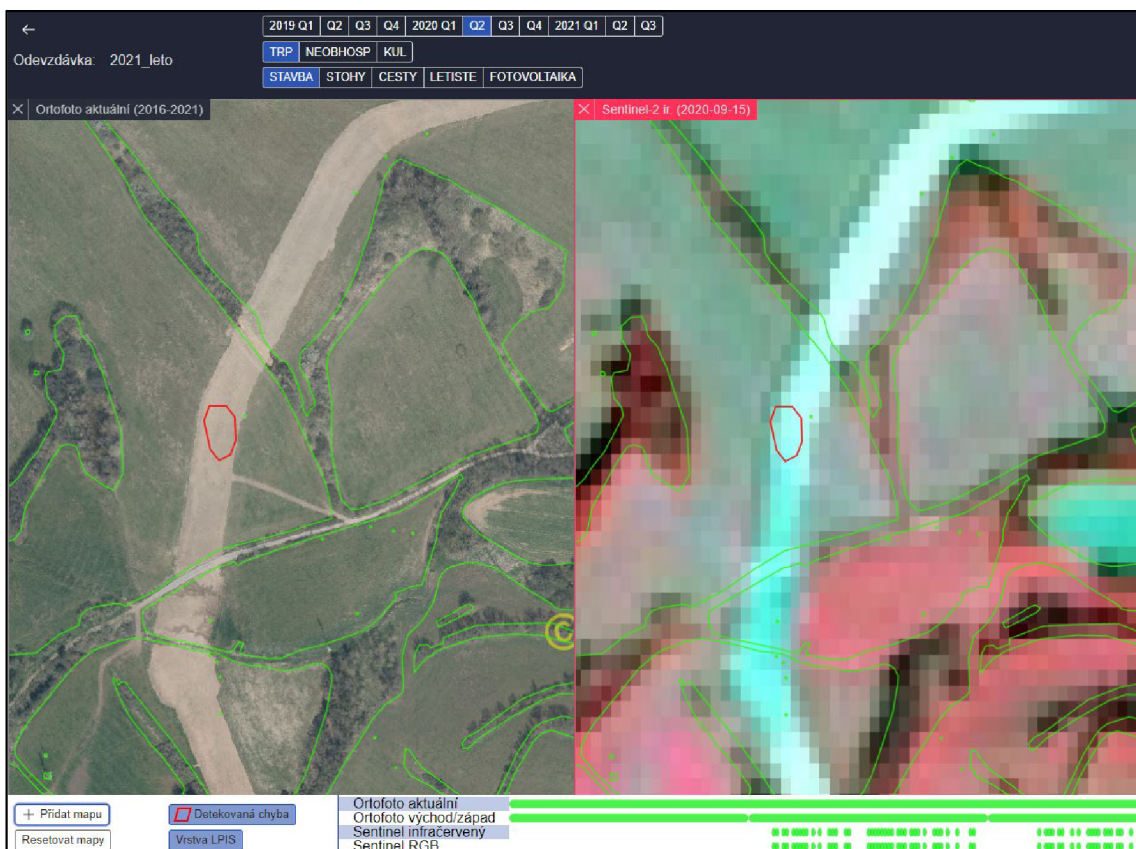 ←
Odevzdávka: 2021_leto
2019 Q1 Q2 Q3 Q4 2020 Q1 Q2 Q3 Q4 2021 Q1 Q2 Q3
TRP NEOBHOSP KUL
STAVBA STOHY CESTY LETISTE FOTOVOLTAIKA
× Ortofoto aktuální (2016-2021)
× Sentinel-2 ir. (2020-09-15)
©
+ Přidat mapu
Detekovaná chyba
Resetovat mapy
Vrstva LPIS
Ortofoto aktuální
Ortofoto východ/západ
Sentinel infračervený
Sentinel RGB